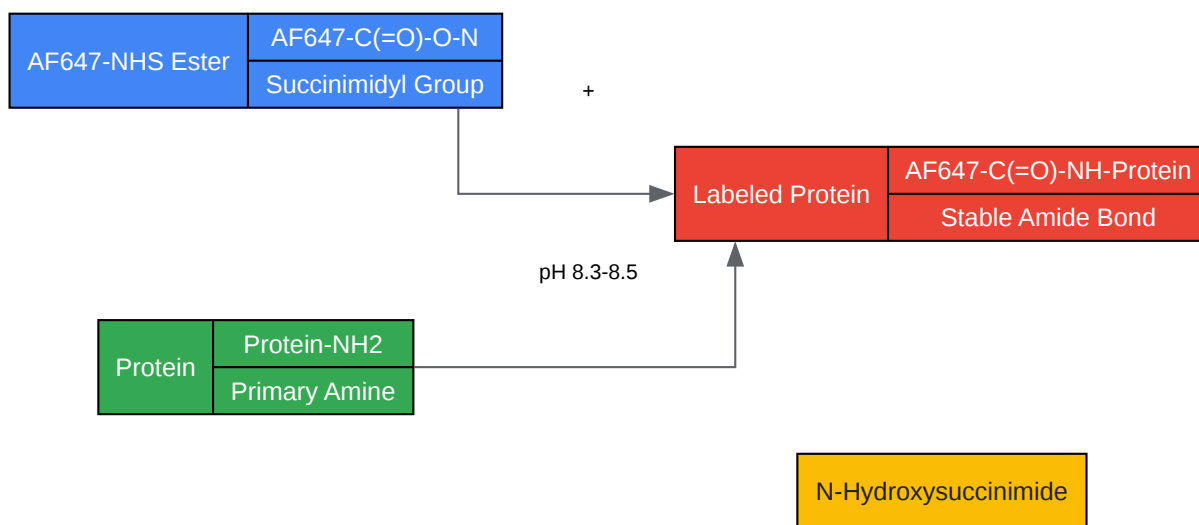 AF647-NHS Ester
AF647-C(=O)-O-N
Succinimidyl Group
+
Labeled Protein
AF647-C(=O)-NH-Protein
Stable Amide Bond
pH 8.3-8.5
Protein
Protein-NH2
Primary Amine
N-Hydroxysuccinimide